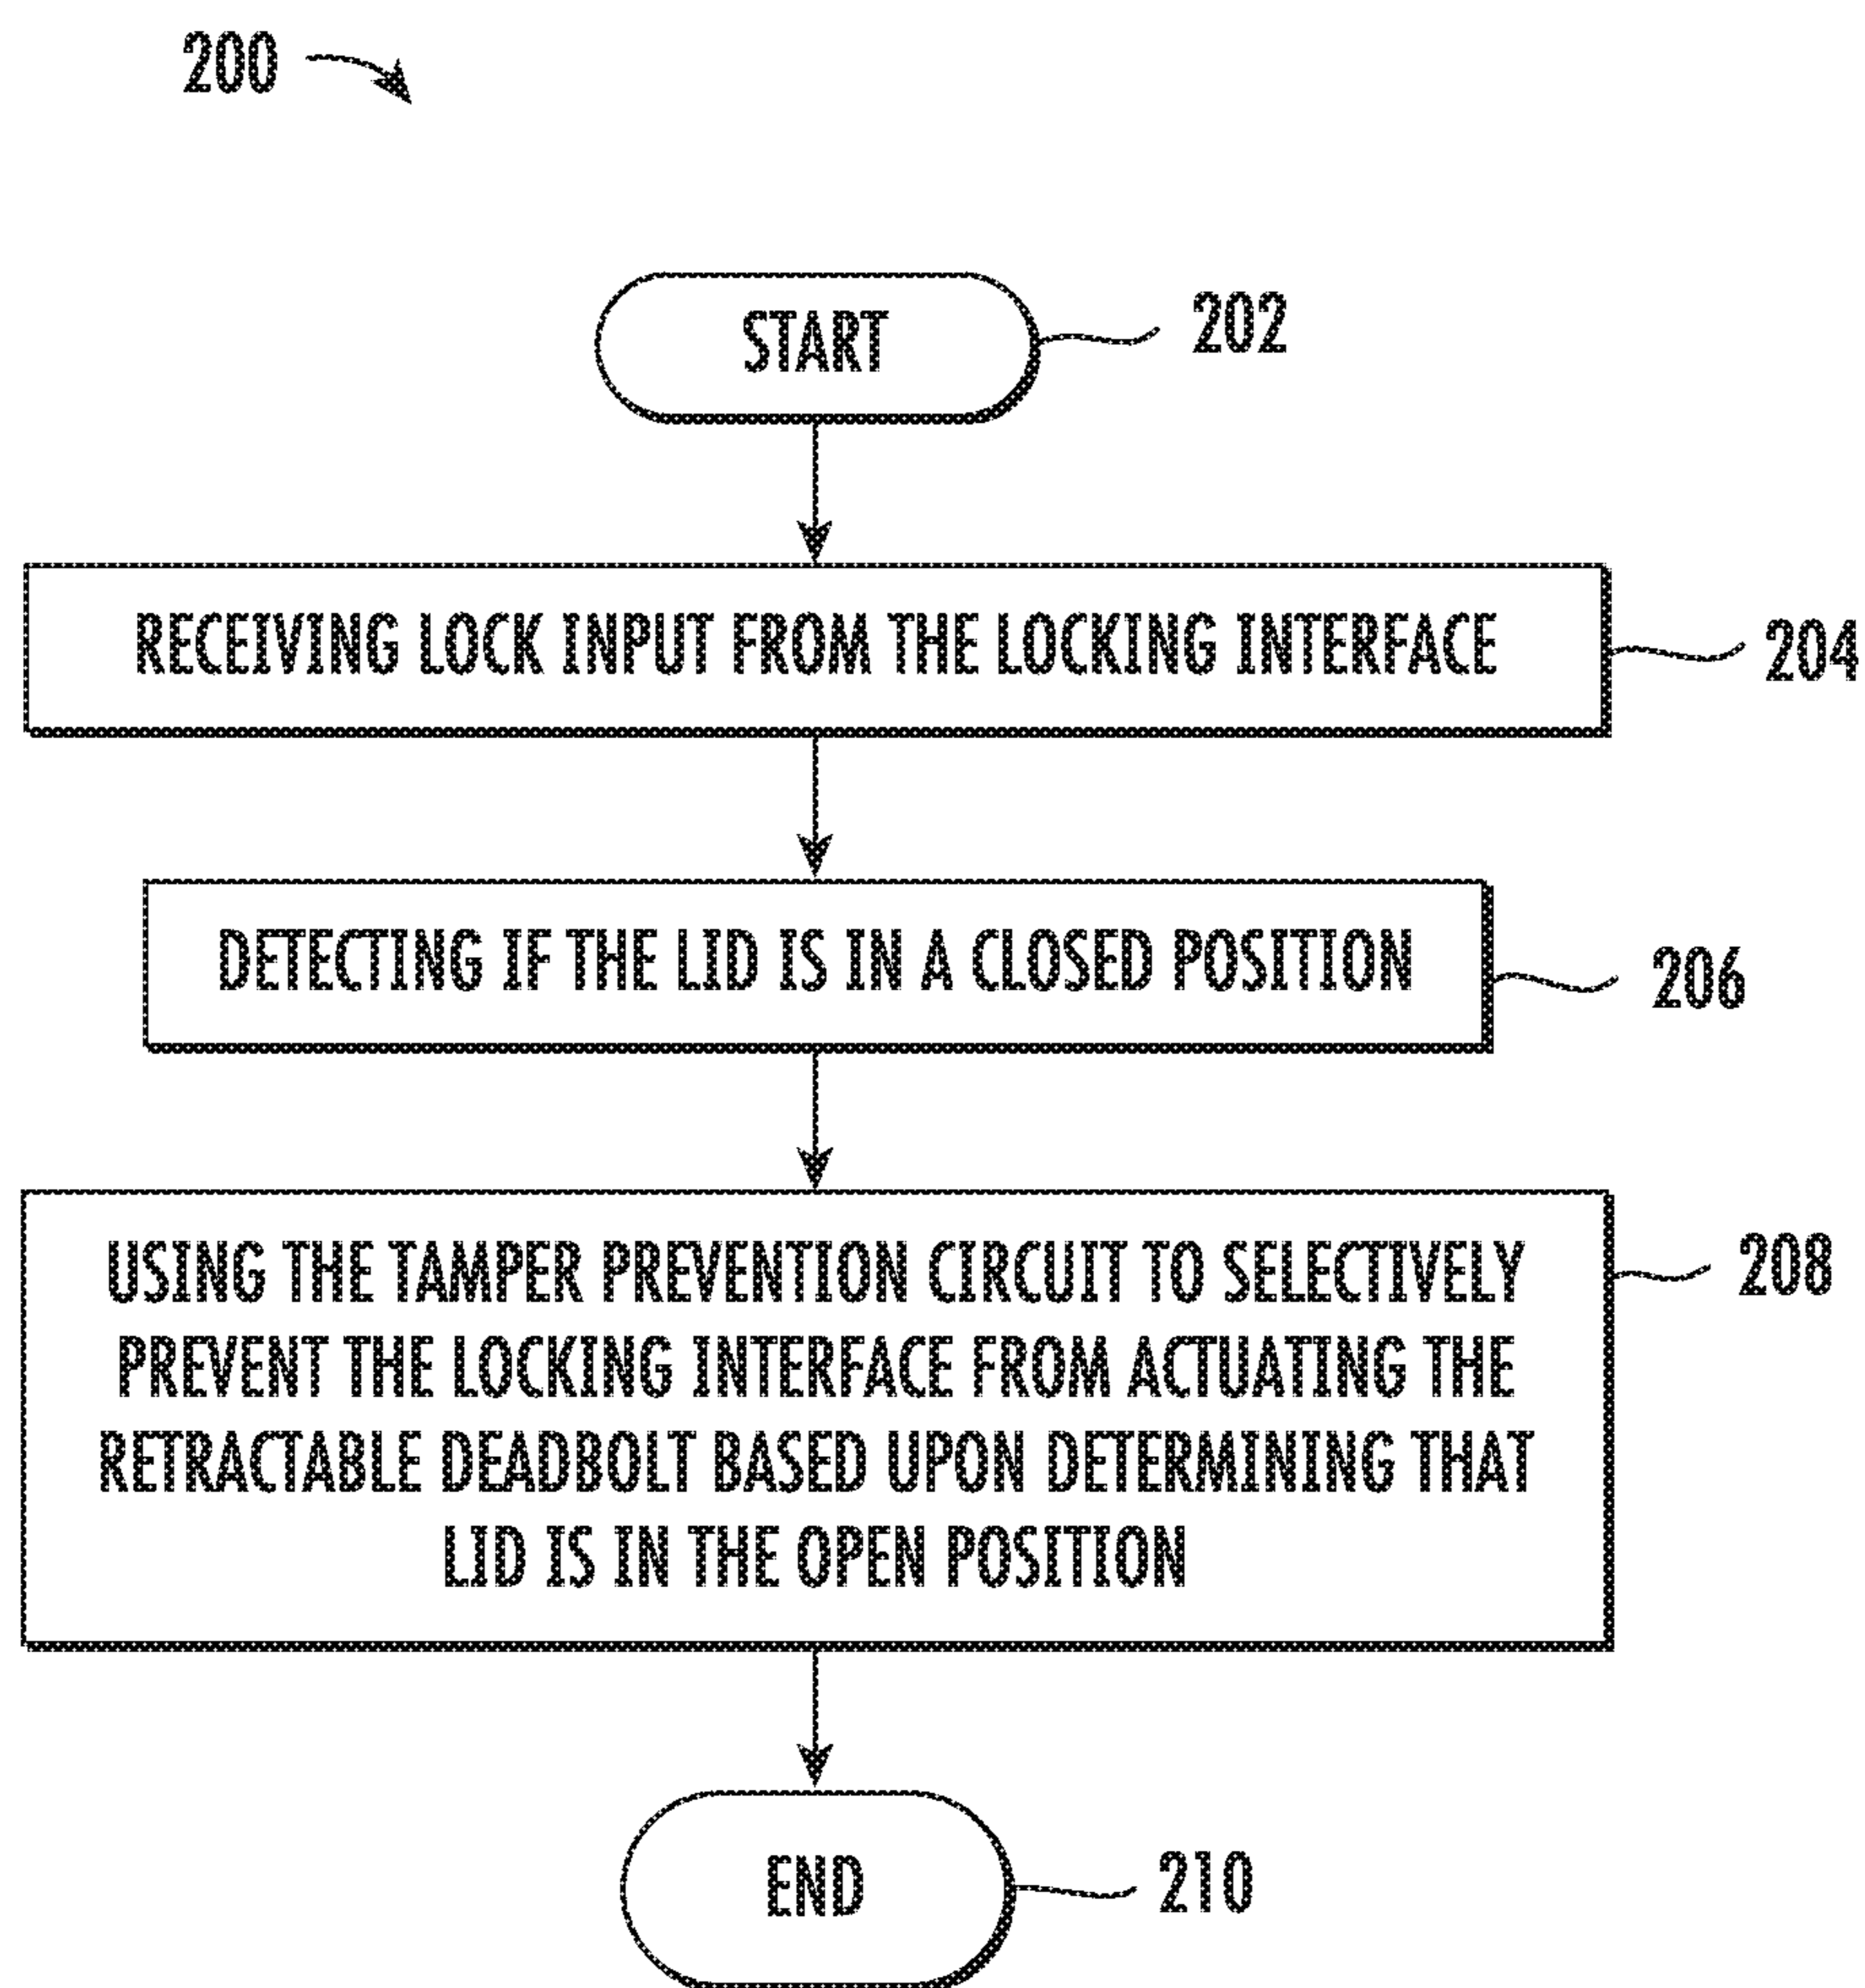 200
START
202
RECEIVING LOCK INPUT FROM THE LOCKING INTERFACE
204
DETECTING IF THE LID IS IN A CLOSED POSITION
206
USING THE TAMPER PREVENTION CIRCUIT TO SELECTIVELY
PREVENT THE LOCKING INTERFACE FROM ACTUATING THE
RETRACTABLE DEADBOLT BASED UPON DETERMINING THAT
LID IS IN THE OPEN POSITION
208
END
210